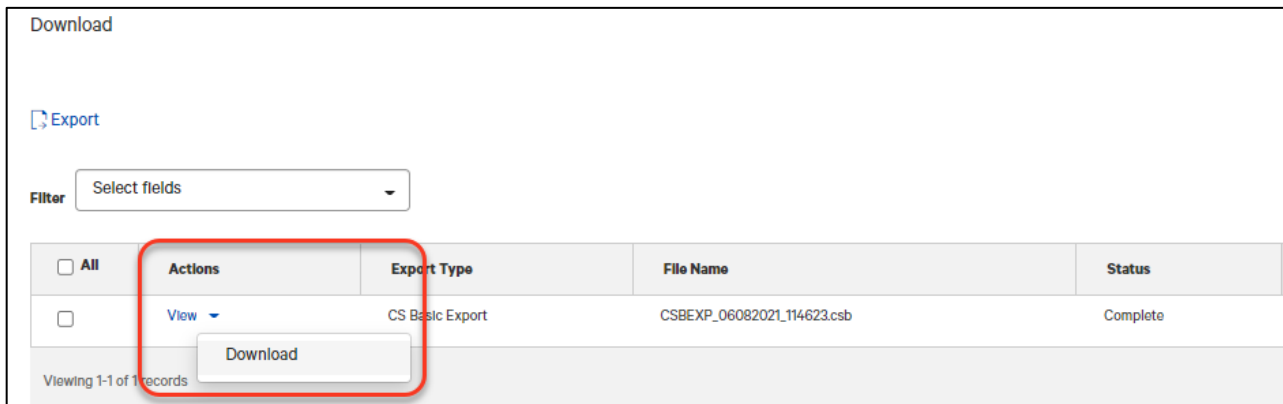 Download
Export
Filter Select fields
All Actions Export Type File Name Status
View CS Basic Export CSBEXP_06082021_114623.csb Complete
Download
Viewing 1-1 of 1 records